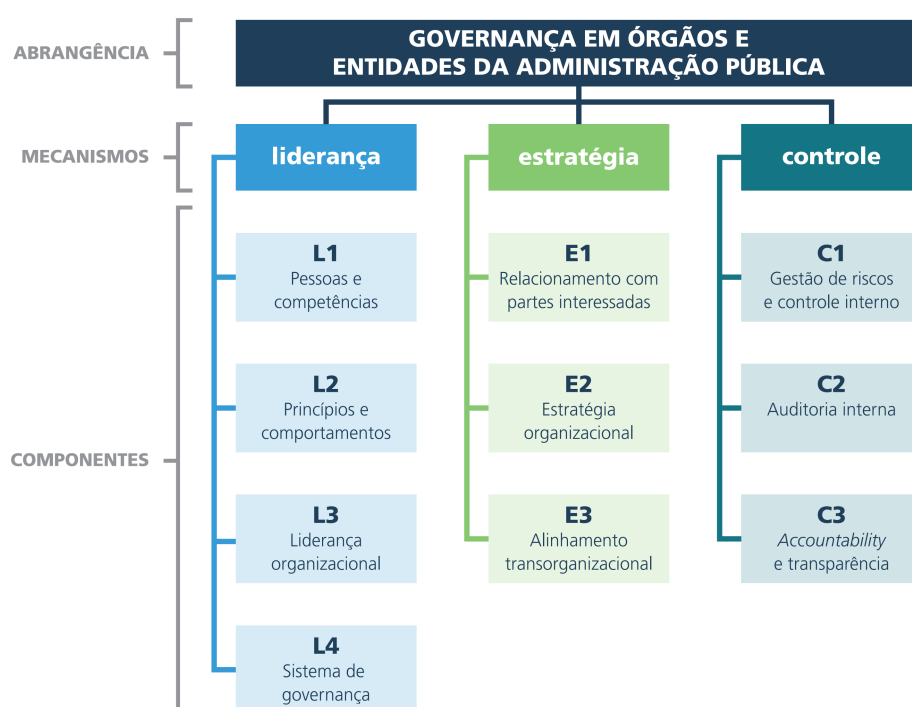 ABRANGÊNCIA
GOVERNANÇA EM ÓRGÃOS E
ENTIDADES DA ADMINISTRAÇÃO PÚBLICA
MECANISMOS
liderança
estratégia
controle
COMPONENTES
L1
Pessoas e
competências
L2
Princípios e
comportamentos
L3
Liderança
organizacional
L4
Sistema de
governança
E1
Relacionamento com
partes interessadas
E2
Estratégia
organizacional
E3
Alinhamento
transorganizacional
C1
Gestão de riscos
e controle interno
C2
Auditoria interna
C3
Accountability
e transparência